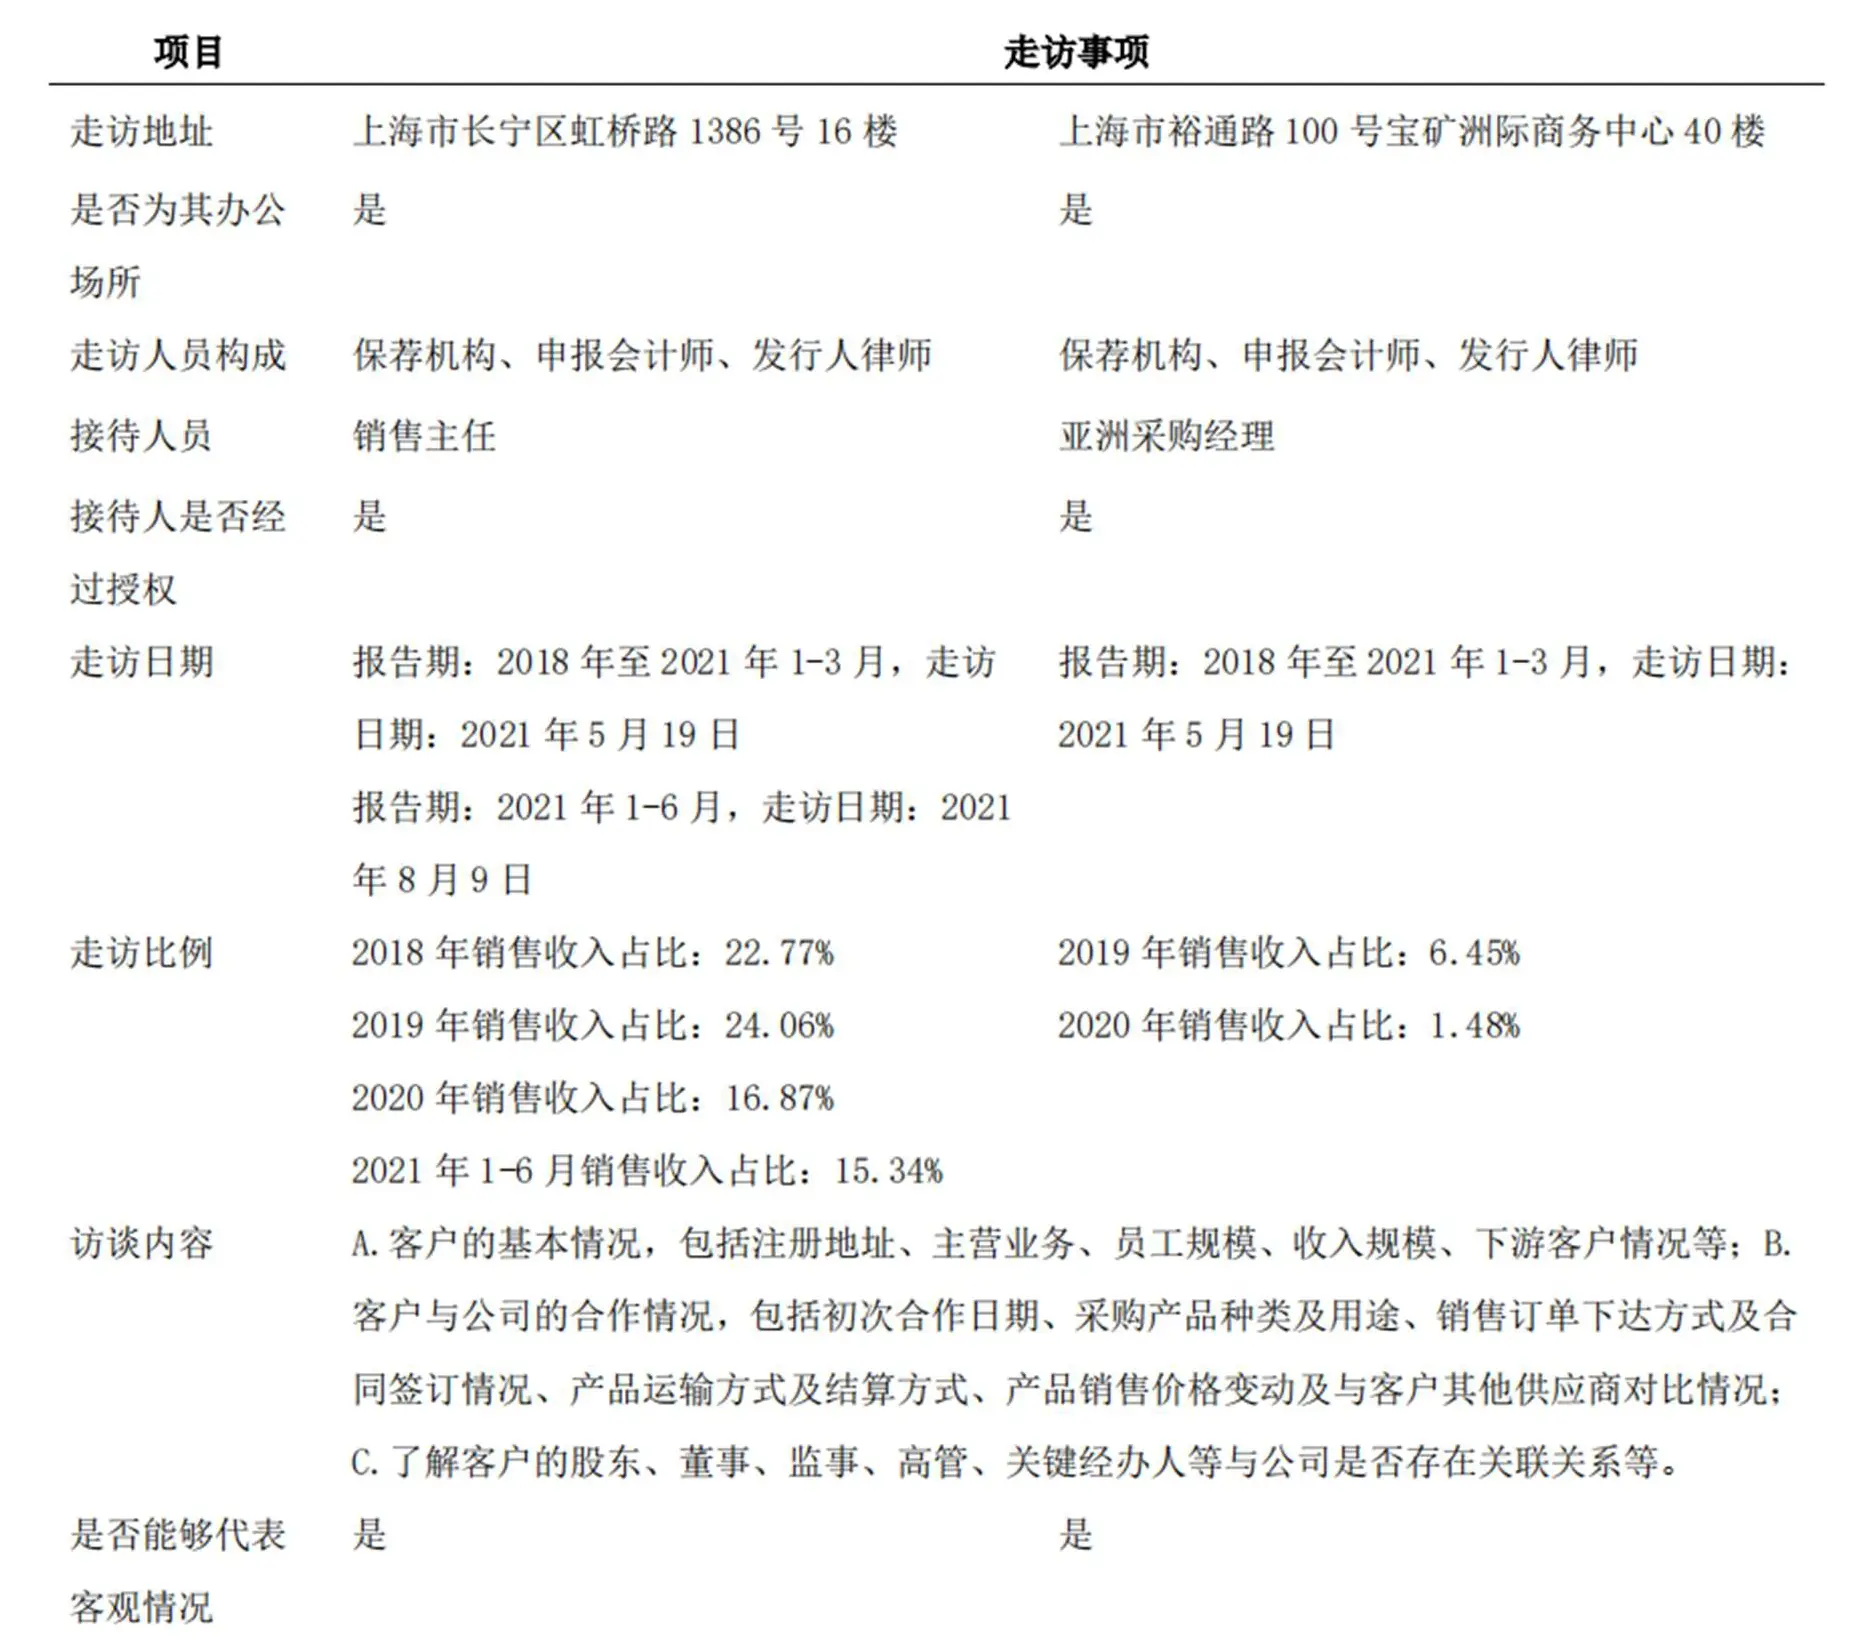 项目 走访事项
走访地址 上海市长宁区虹桥路 1386 号 16 楼 上海市裕通路 100 号宝矿洲际商务中心 40 楼
是否为其办公 是 是
场所
走访人员构成 保荐机构、申报会计师、发行人律师 保荐机构、申报会计师、发行人律师
接待人员 销售主任 亚洲采购经理
接待人是否经 是 是
过授权
走访日期 报告期：2018 年至 2021 年 1-3 月，走访 报告期：2018 年至 2021 年 1-3 月，走访日期：
日期：2021 年 5 月 19 日 2021 年 5 月 19 日
报告期：2021 年 1-6 月，走访日期：2021
年 8 月 9 日
走访比例 2018 年销售收入占比：22.77% 2019 年销售收入占比：6.45%
2019 年销售收入占比：24.06% 2020 年销售收入占比：1.48%
2020 年销售收入占比：16.87%
2021 年 1-6 月销售收入占比：15.34%
访谈内容 A.客户的基本情况，包括注册地址、主营业务、员工规模、收入规模、下游客户情况等；B.
客户与公司的合作情况，包括初次合作日期、采购产品种类及用途、销售订单下达方式及合
同签订情况、产品运输方式及结算方式、产品销售价格变动及与客户其他供应商对比情况；
C.了解客户的股东、董事、监事、高管、关键经办人等与公司是否存在关联关系等。
是否能够代表 是 是
客观情况